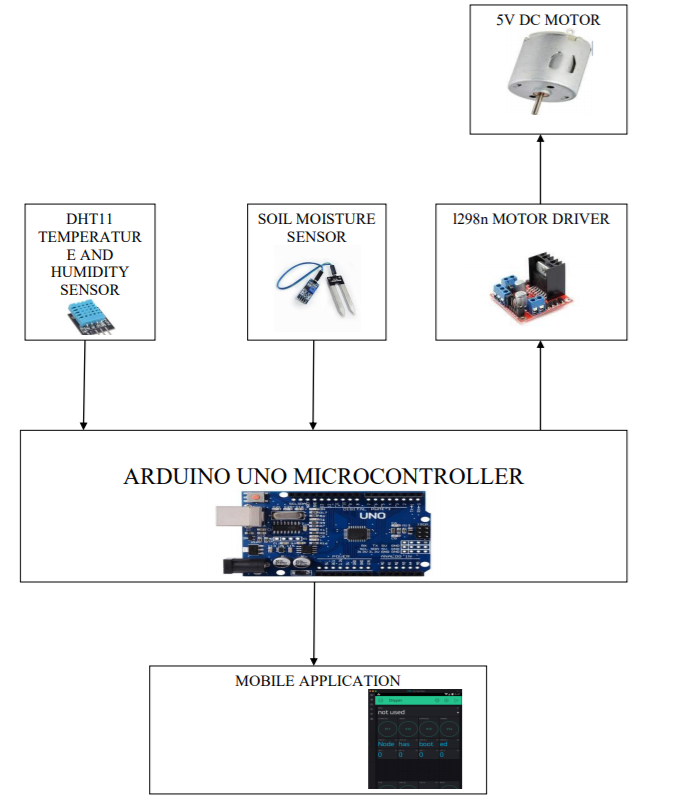 5V DC MOTOR
DHT11
TEMPERATUR
E AND
HUMIDITY
SENSOR
SOIL MOISTURE
SENSOR
l298n MOTOR DRIVER
ARDUINO UNO MICROCONTROLLER
UNO
MOBILE APPLICATION
not used
Node has boot ed
0 0 0 0